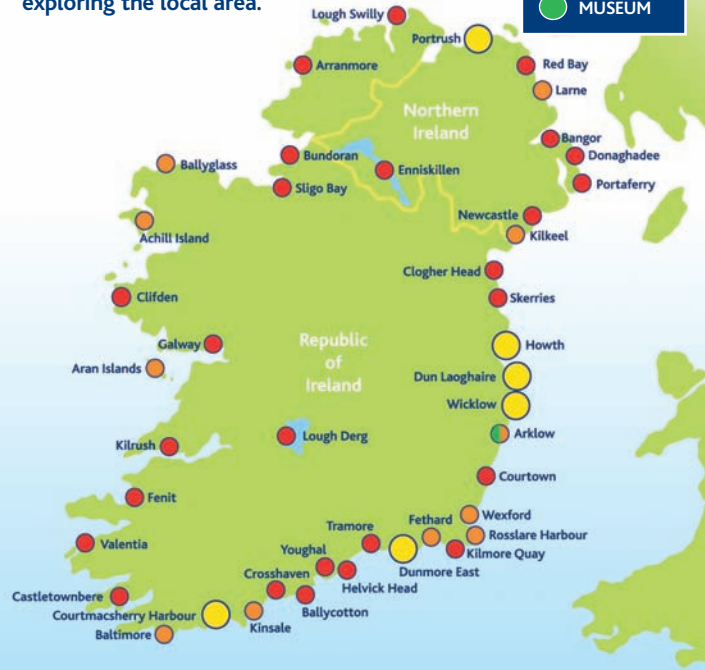 exploring the local area.
MUSEUM
Lough Swilly
Portrush
Arranmore
Red Bay
Larne
Northern
Ireland
Bangor
Bundoran
Donaghadee
Ballyglass
Enniskillen
Sligo Bay
Portaferry
Newcastle
Achill Island
Kilkeel
Clogher Head
Clifden
Skerries
Galway
Republic
of
Ireland
Howth
Aran Islands
Dun Laoghaire
Wicklow
Kilrush
Lough Derg
Arklow
Courtown
Fenit
Wexford
Fethard
Tramore
Rosslare Harbour
Valentia
Youghal
Kilmore Quay
Dunmore East
Crosshaven
Helvick Head
Castletownbere
Ballycotton
Courtmacsherry Harbour
Kinsale
Baltimore